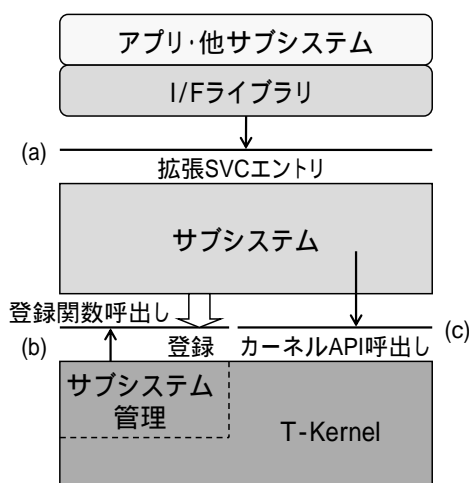 アプリ・他サブシステム
I/Fライブラリ
(a)
拡張SVCエントリ
サブシステム
登録関数呼出し
(b)
登録
カーネルAPI呼出し
(c)
サブシステム
管理
T-Kernel